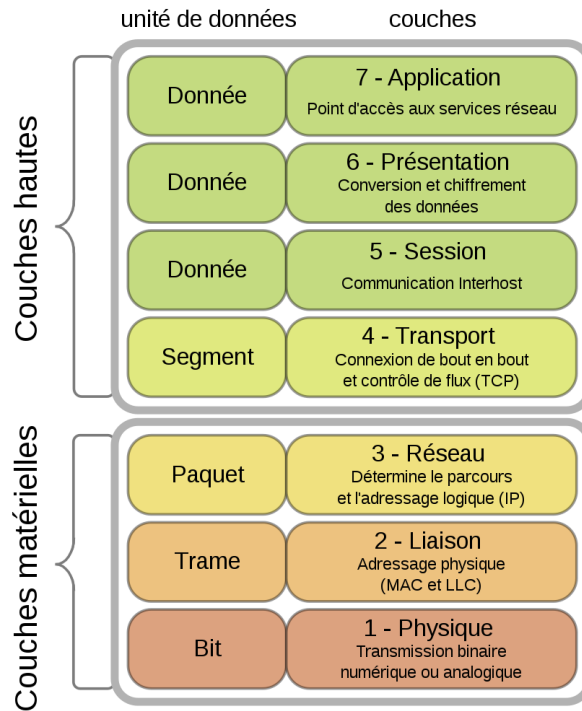 unité de données
couches
Couches hautes
Donnée
7 - Application
Point d'accès aux services réseau
Donnée
6 - Présentation
Conversion et chiffrement
des données
Donnée
5 - Session
Communication Interhost
Segment
4 - Transport
Connexion de bout en bout
et contrôle de flux (TCP)
Couches matérielles
Paquet
3 - Réseau
Détermine le parcours
et l'adressage logique (IP)
Trame
2 - Liaison
Adressage physique
(MAC et LLC)
Bit
1 - Physique
Transmission binaire
numérique ou analogique